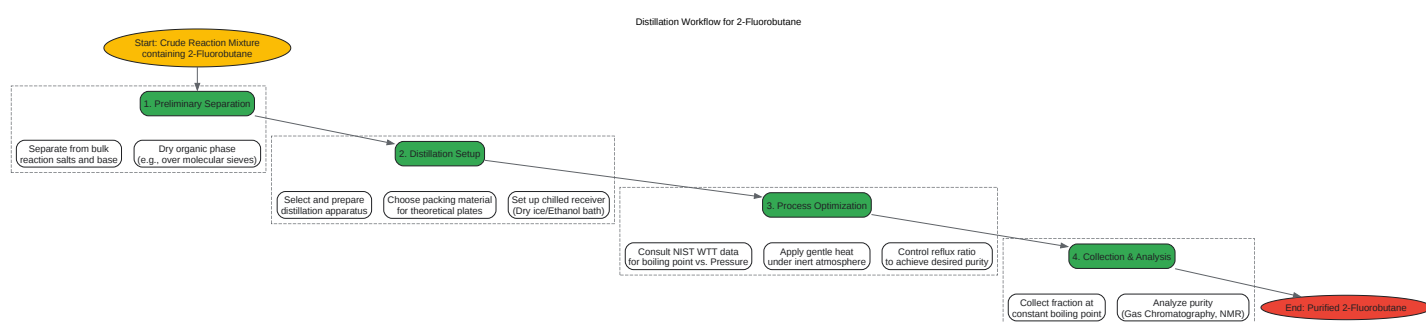 Distillation Workflow for 2-Fluorobutane
Start: Crude Reaction Mixture
containing 2-Fluorobutane
1. Preliminary Separation
Separate from bulk
reaction salts and base
Dry organic phase
(e.g., over molecular sieves)
2. Distillation Setup
Select and prepare
distillation apparatus
Choose packing material
for theoretical plates
Set up chilled receiver
(Dry ice/Ethanol bath)
3. Process Optimization
Consult NIST WTT data
for boiling point vs. Pressure
Apply gentle heat
under inert atmosphere
Control reflux ratio
to achieve desired purity
4. Collection & Analysis
Collect fraction at
constant boiling point
Analyze purity
(Gas Chromatography, NMR)
End: Purified 2-Fluorobutane